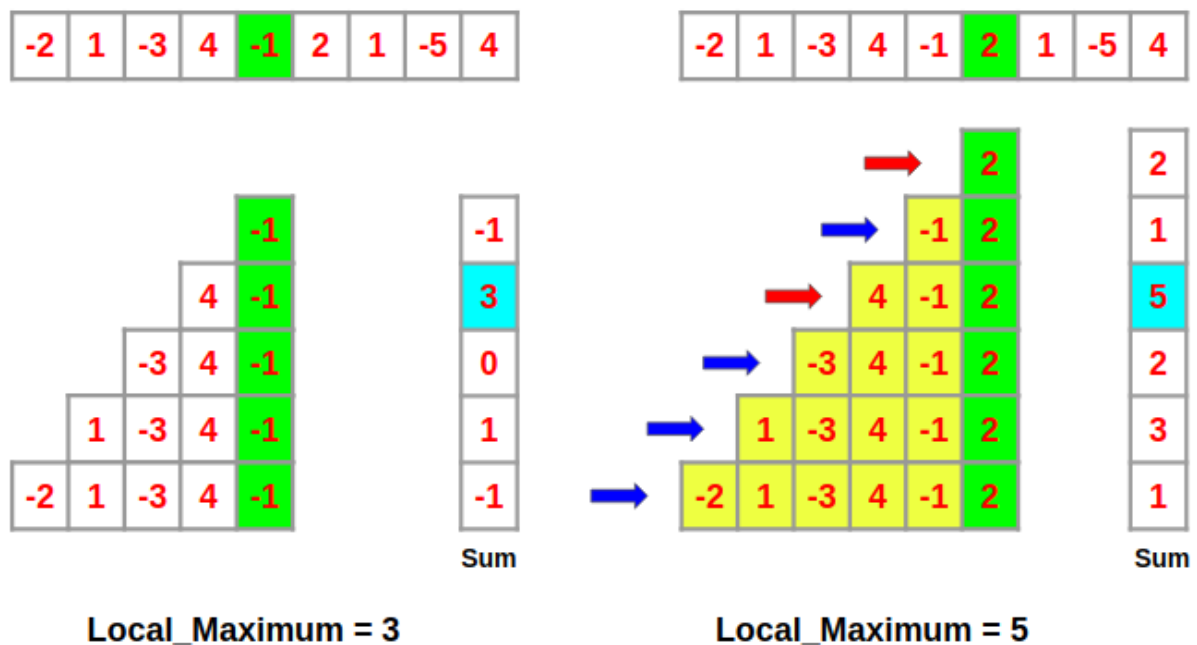 -2 1 -3 4 -1 2 1 -5 4
-1 -1
4 -1 3
-3 4 -1 0
1 -3 4 -1 1
-2 1 -3 4 -1 -1
Sum
Local_Maximum = 3
-2 1 -3 4 -1 2 1 -5 4
2 2
-1 2 1
4 -1 2 5
-3 4 -1 2 2
1 -3 4 -1 2 3
-2 1 -3 4 -1 2 1
Sum
Local_Maximum = 5